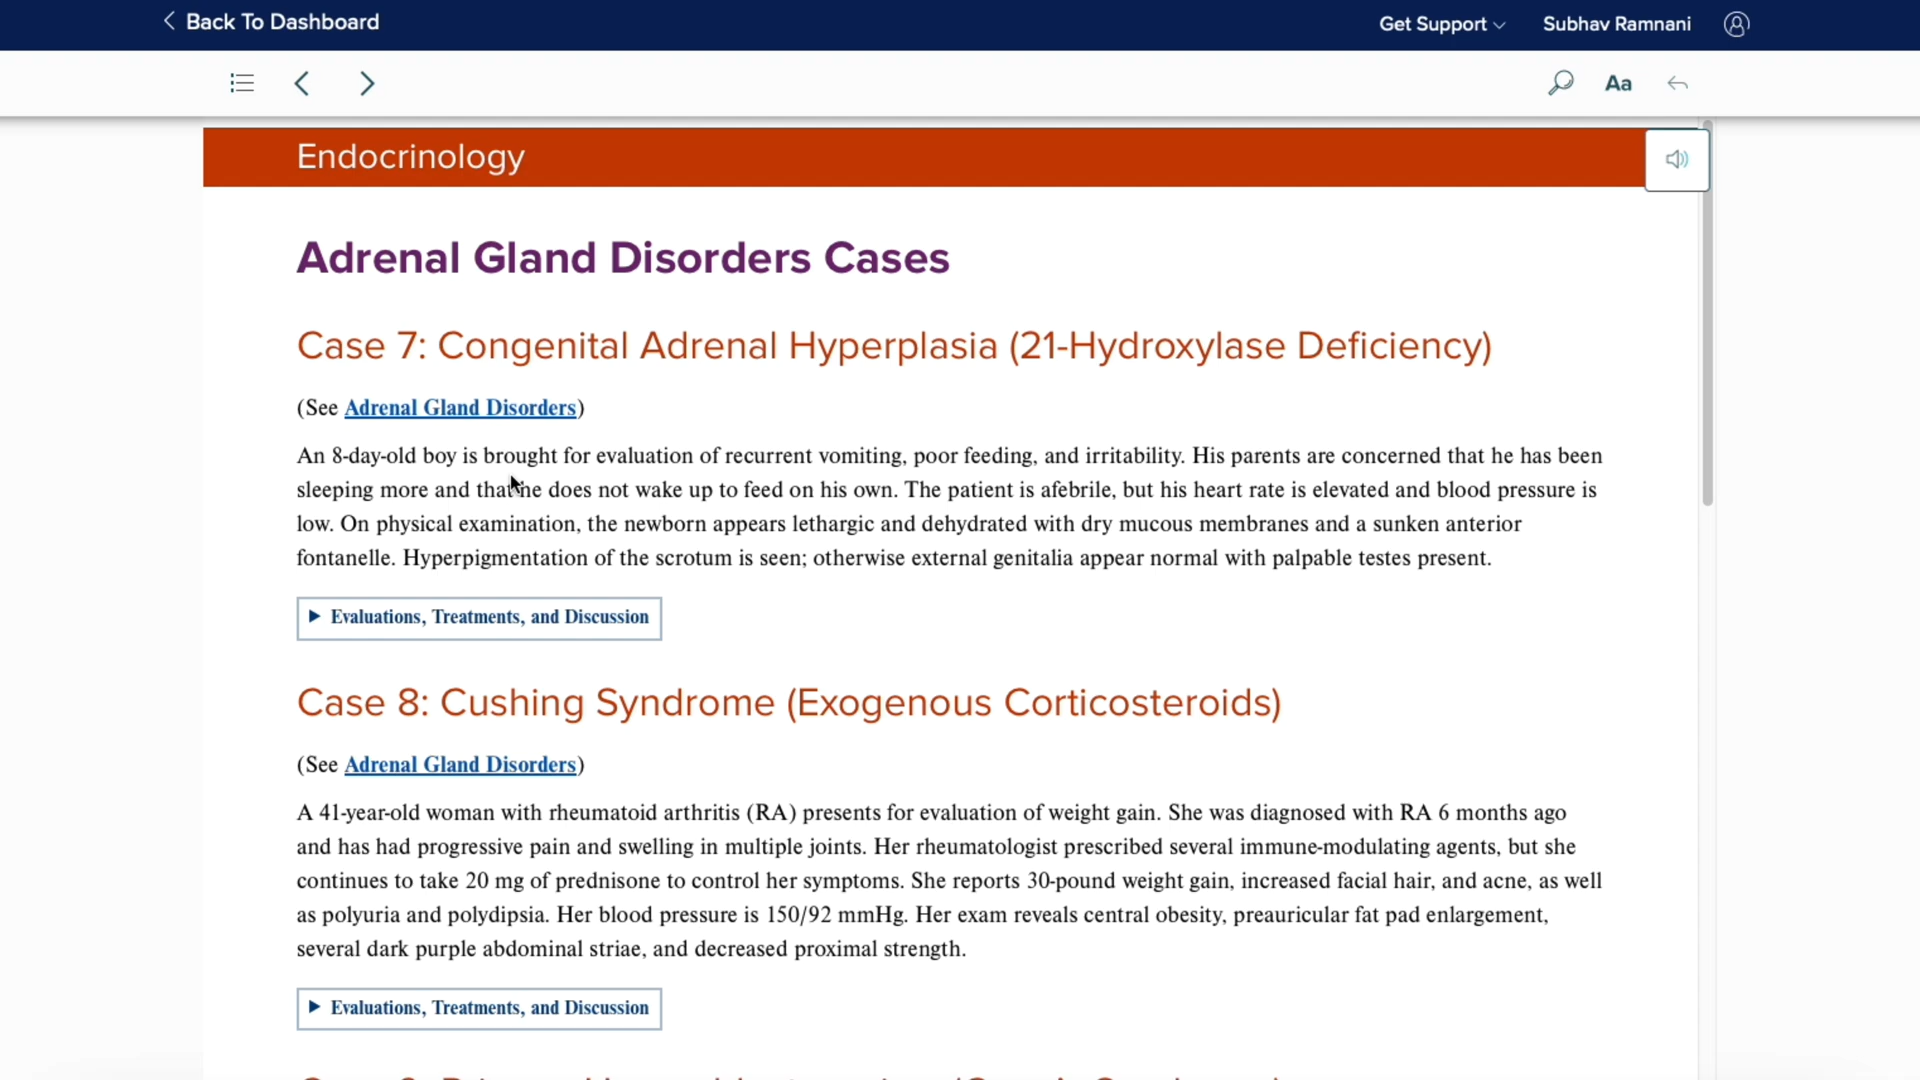 Back To Dashboard
Get Support
Subhav Ramnani
Aa
Endocrinology
Adrenal Gland Disorders Cases
Case 7: Congenital Adrenal Hyperplasia (21-Hydroxylase Deficiency)
(See Adrenal Gland Disorders)
An 8-day-old boy is brought for evaluation of recurrent vomiting, poor feeding, and irritability. His parents are concerned that he has been
sleeping more and that he does not wake up to feed on his own. The patient is afebrile, but his heart rate is elevated and blood pressure is
low. On physical examination, the newborn appears lethargic and dehydrated with dry mucous membranes and a sunken anterior
fontanelle. Hyperpigmentation of the scrotum is seen; otherwise external genitalia appear normal with palpable testes present.
Evaluations, Treatments, and Discussion
Case 8: Cushing Syndrome (Exogenous Corticosteroids)
(See Adrenal Gland Disorders)
A 41-year-old woman with rheumatoid arthritis (RA) presents for evaluation of weight gain. She was diagnosed with RA 6 months ago
and has had progressive pain and swelling in multiple joints. Her rheumatologist prescribed several immune-modulating agents, but she
continues to take 20 mg of prednisone to control her symptoms. She reports 30-pound weight gain, increased facial hair, and acne, as well
as polyuria and polydipsia. Her blood pressure is 150/92 mmHg. Her exam reveals central obesity, preauricular fat pad enlargement,
several dark purple abdominal striae, and decreased proximal strength.
Evaluations, Treatments, and Discussion